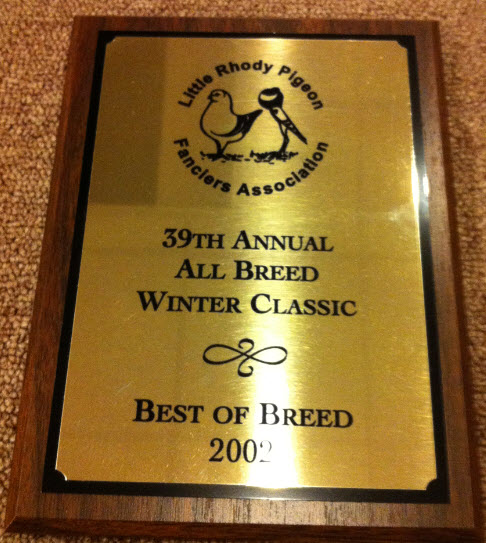 Little Rhody Pigeon
Fanciers Association
39TH ANNUAL
ALL BREED
WINTER CLASSIC
BEST OF BREED
2002